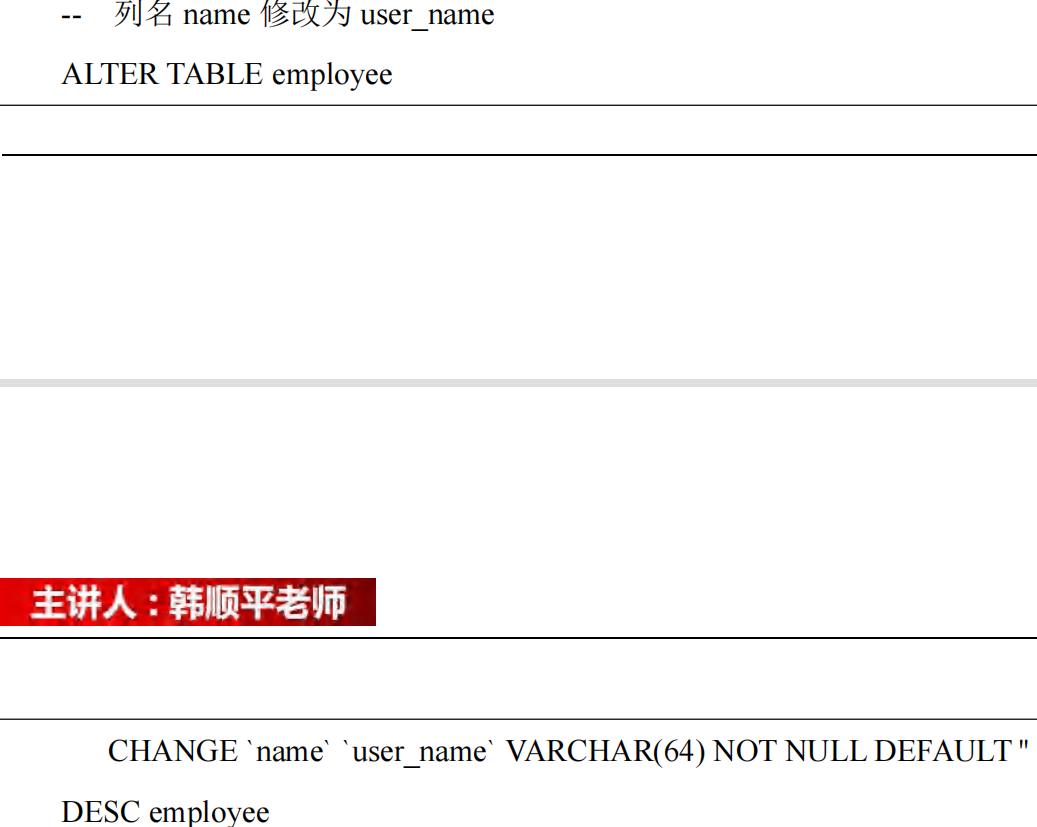 -- 列名 name 修改为 user_name
ALTER TABLE employee
主讲人：韩顺平老师
CHANGE `name` `user_name` VARCHAR(64) NOT NULL DEFAULT ''
DESC employee